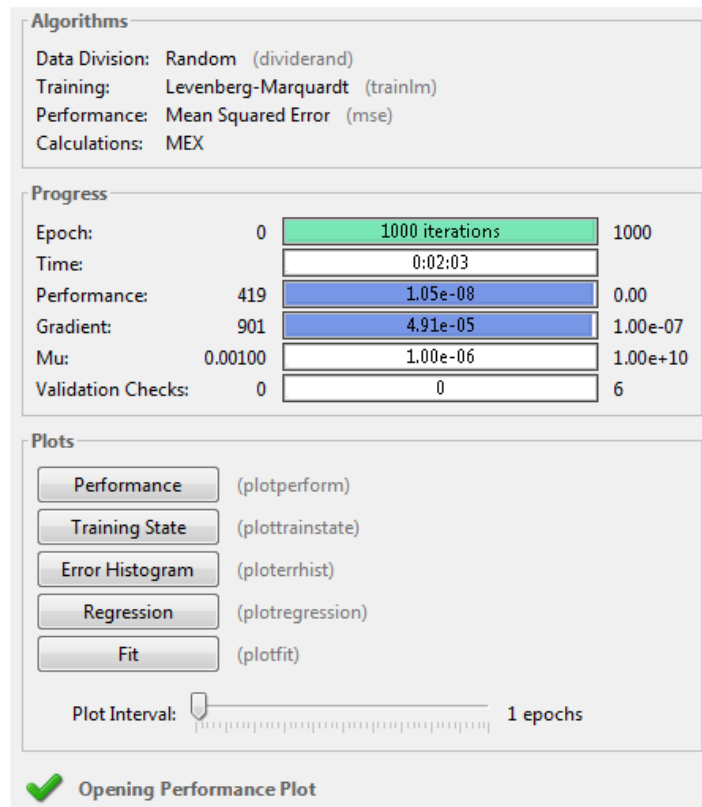 Algorithms
Data Division: Random (dividerand)
Training: Levenberg-Marquardt (trainlm)
Performance: Mean Squared Error (mse)
Calculations: MEX
Progress
Epoch: 0 1000 iterations 1000
Time: 0:02:03
Performance: 419 1.05e-08 0.00
Gradient: 901 4.91e-05 1.00e-07
Mu: 0.00100 1.00e-06 1.00e+10
Validation Checks: 0 0 6
Plots
Performance (plotperform)
Training State (plottrainstate)
Error Histogram (ploterrhist)
Regression (plotregression)
Fit (plotfit)
Plot Interval: 1 epochs
Opening Performance Plot